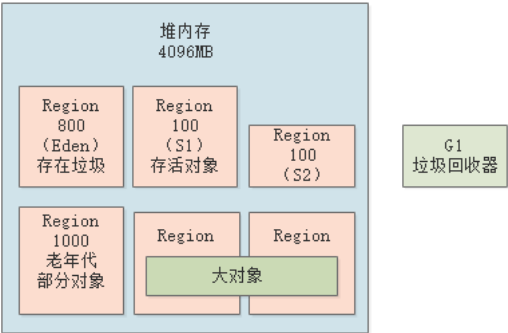 堆内存
4096MB
Region
800
(Eden)
存在垃圾
Region
100
(S1)
存活对象
Region
100
(S2)
G1
垃圾回收器
Region
1000
老年代
部分对象
Region
Region
大对象